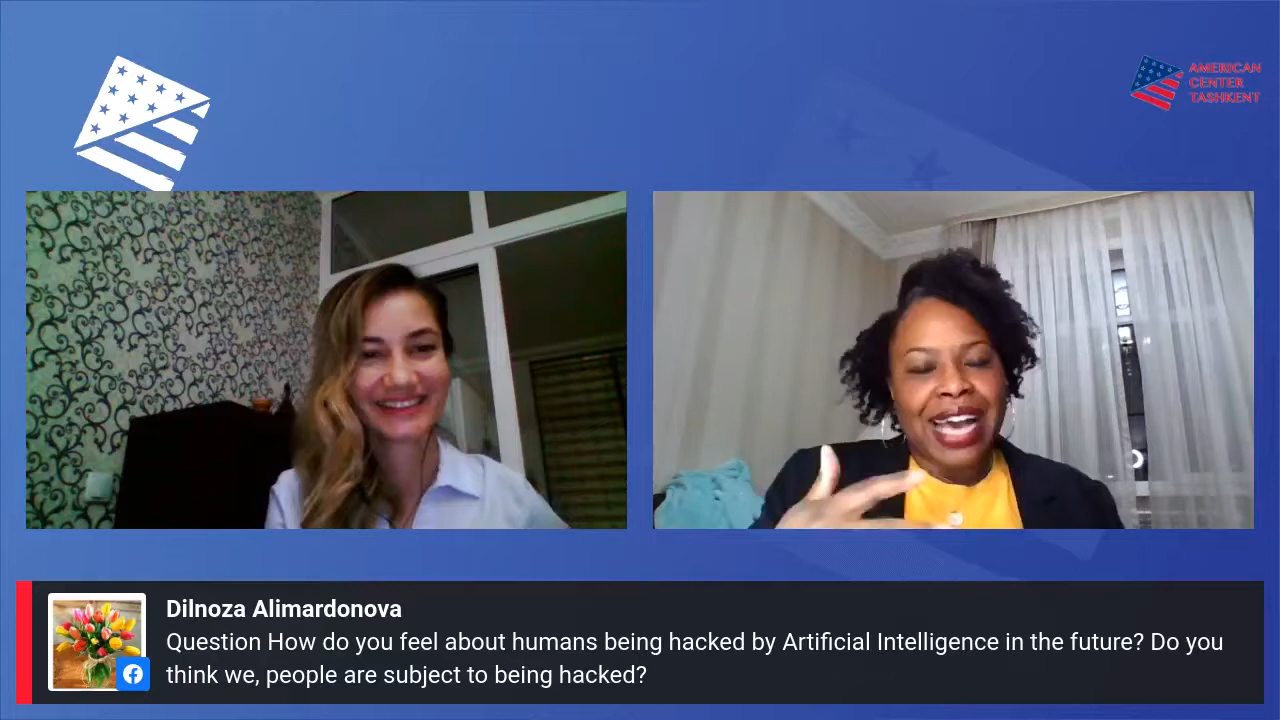 AMERICAN
CENTER
TASHKENT
Dilnoza Alimardonova
Question How do you feel about humans being hacked by Artificial Intelligence in the future? Do you
think we, people are subject to being hacked?